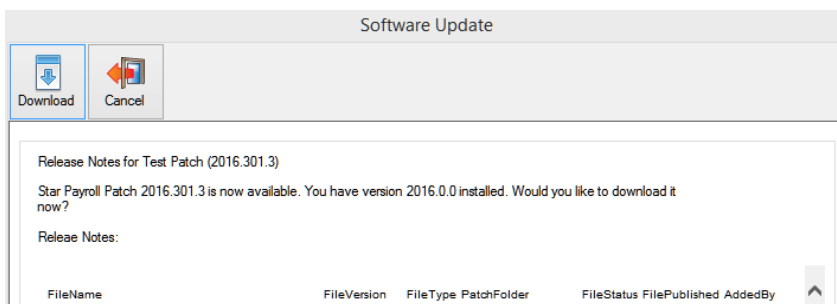 Software Update
Download
Cancel
Release Notes for Test Patch (2016.301.3)
Star Payroll Patch 2016.301.3 is now available. You have version 2016.0.0 installed. Would you like to download it
now?
Releae Notes:
FileName FileVersion FileType PatchFolder FileStatus FilePublished AddedBy